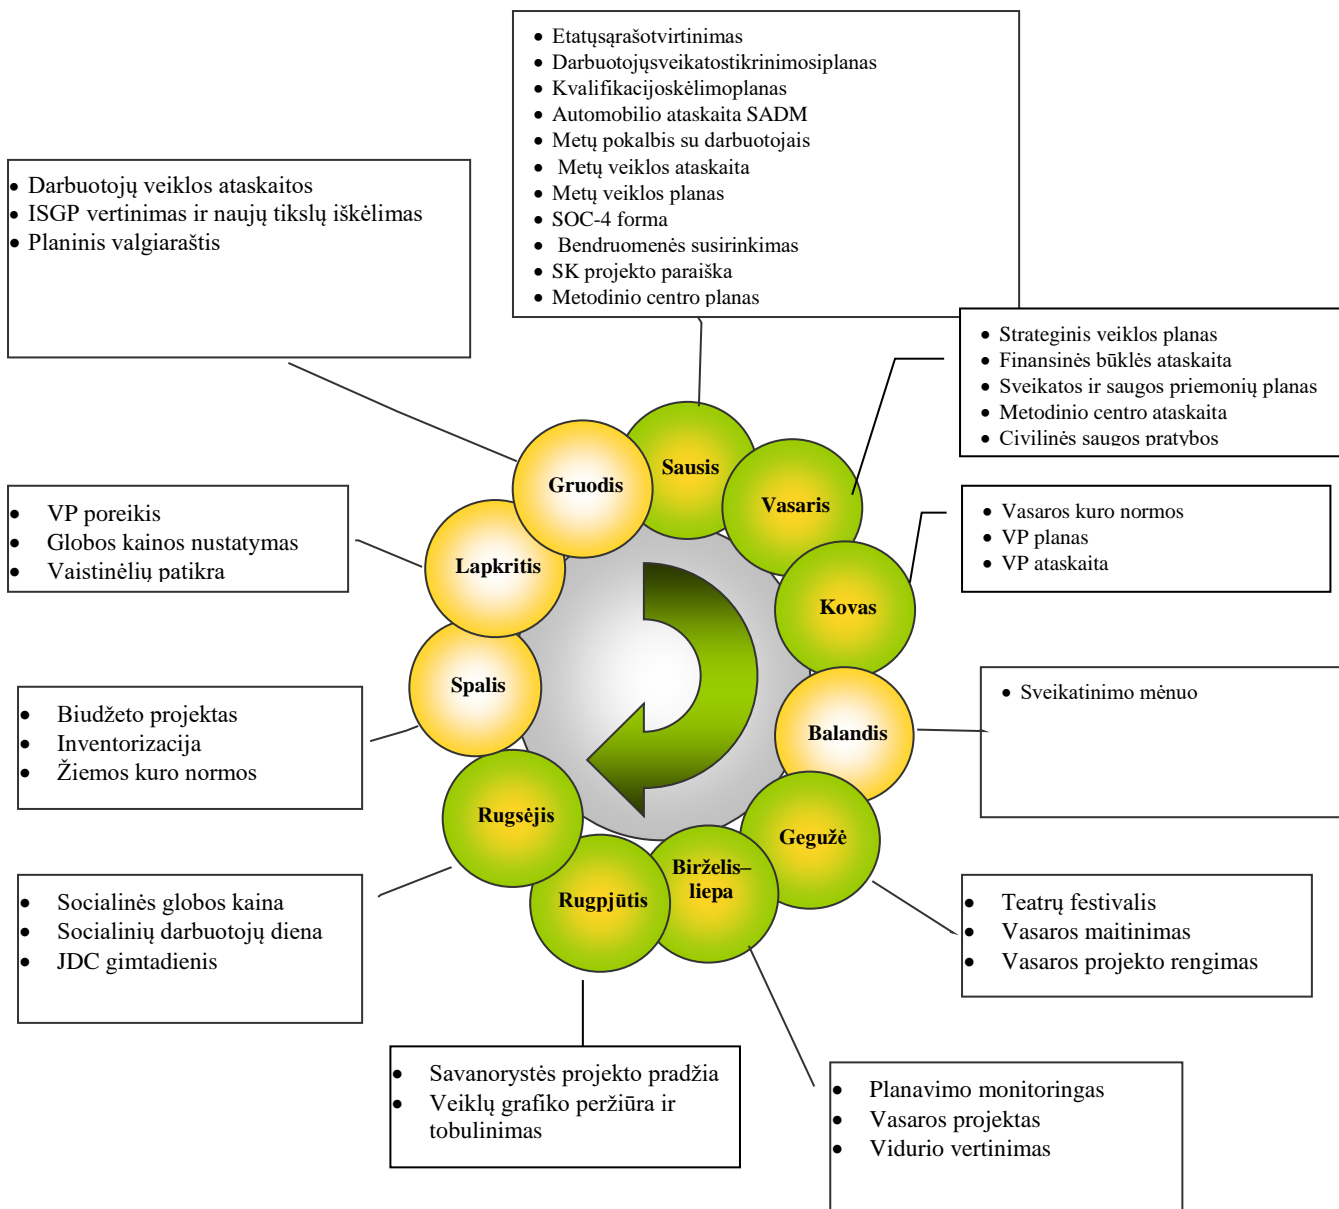 • Etatųsąrašotvirtinimas
• Darbuotojųsveikatostikrinimosiplanas
• Kvalifikacijoskėlimoplanas
• Automobilio ataskaita SADM
• Metų pokalbis su darbuotojais
• Metų veiklos ataskaita
• Metų veiklos planas
• SOC-4 forma
• Bendruomenės susirinkimas
• SK projekto paraiška
• Metodinio centro planas
• Darbuotojų veiklos ataskaitos
• ISGP vertinimas ir naujų tikslų iškėlimas
• Planinis valgiaraštis
• Strateginis veiklos planas
• Finansinės būklės ataskaita
• Sveikatos ir saugos priemonių planas
• Metodinio centro ataskaita
• Civilinės saugos pratybos
Sausis
Gruodis
Vasaris
• VP poreikis
• Globos kainos nustatymas
• Vaistinėlių patikra
• Vasaros kuro normos
• VP planas
• VP ataskaita
Lapkritis
Kovas
Spalis
• Sveikatinimo mėnuo
• Biudžeto projektas
• Inventorizacija
• Žiemos kuro normos
Balandis
Rugsėjis
Gegužė
Birželis–
liepa
Rugpjūtis
• Socialinės globos kaina
• Socialinių darbuotojų diena
• JDC gimtadienis
• Teatrų festivalis
• Vasaros maitinimas
• Vasaros projekto rengimas
• Savanorystės projekto pradžia
• Veiklų grafiko peržiūra ir
tobulinimas
• Planavimo monitoringas
• Vasaros projektas
• Vidurio vertinimas